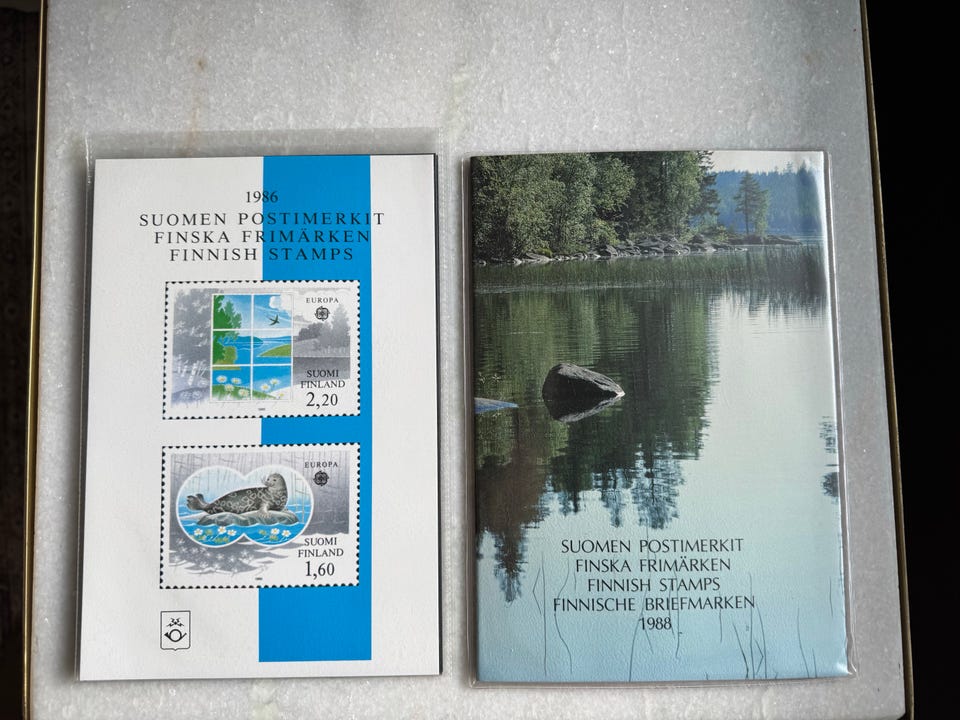 1986
SUOMEN POSTIMERKIT
FINSKA FRIMÄRKEN
FINNISH STAMPS
EUROPA
SUOMI
FINLAND
2,20
EUROPA
SUOMI
FINLAND
1,60
SUOMEN POSTIMERKIT
FINSKA FRIMÄRKEN
FINNISH STAMPS
FINNISCHE BRIEFMARKEN
1988